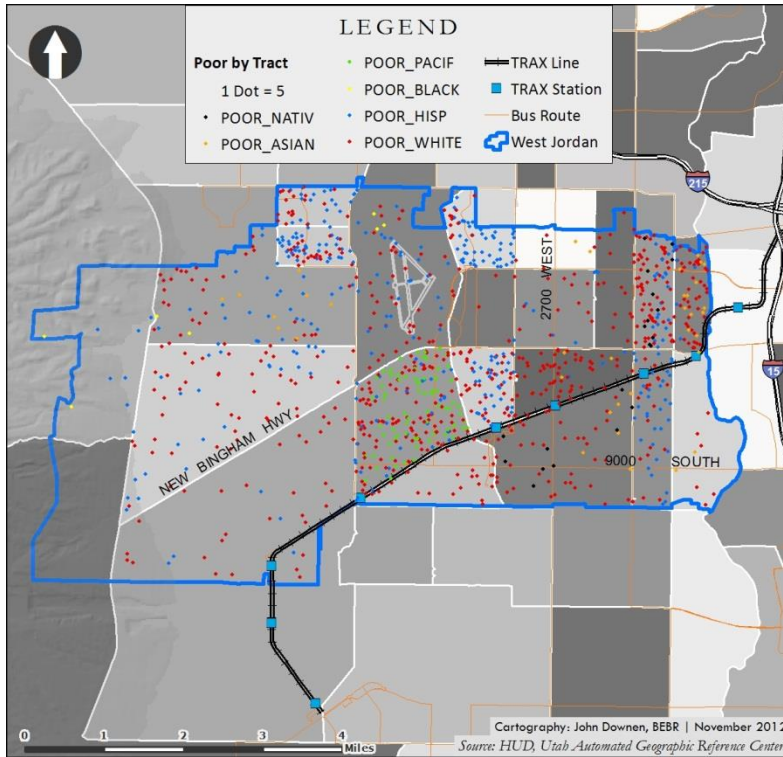 LEGEND
Poor by Tract
1 Dot = 5
POOR_NATIV
POOR_ASIAN
POOR_PACIF
POOR_BLACK
POOR_HISP
POOR_WHITE
TRAX Line
TRAX Station
Bus Route
West Jordan
215
2700 WEST
15
NEW BINGHAM HWY
9000 SOUTH
0 1 2 3 4
Miles
Cartography: John Downen, BEBR | November 2012
Source: HUD, Utah Automated Geographic Reference Center